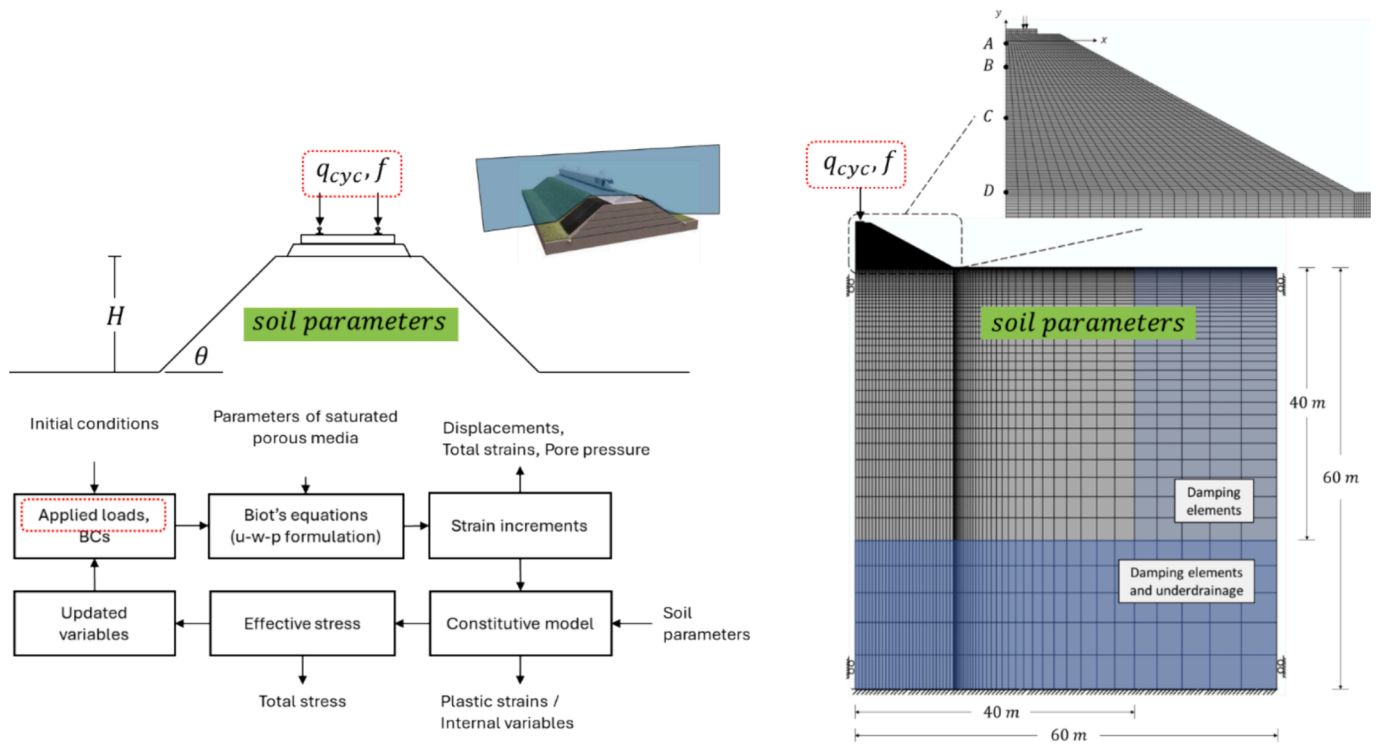 q_cyc, f
H
θ
soil parameters
Initial conditions
Parameters of saturated
porous media
Displacements,
Total strains, Pore pressure
Applied loads,
BCs
Biot's equations
(u-w-p formulation)
Strain increments
Updated
variables
Effective stress
Constitutive model
Soil
parameters
Total stress
Plastic strains /
Internal variables
y
x
A
B
C
D
q_cyc, f
soil parameters
40 m
60 m
Damping
elements
Damping elements
and underdrainage
40 m
60 m